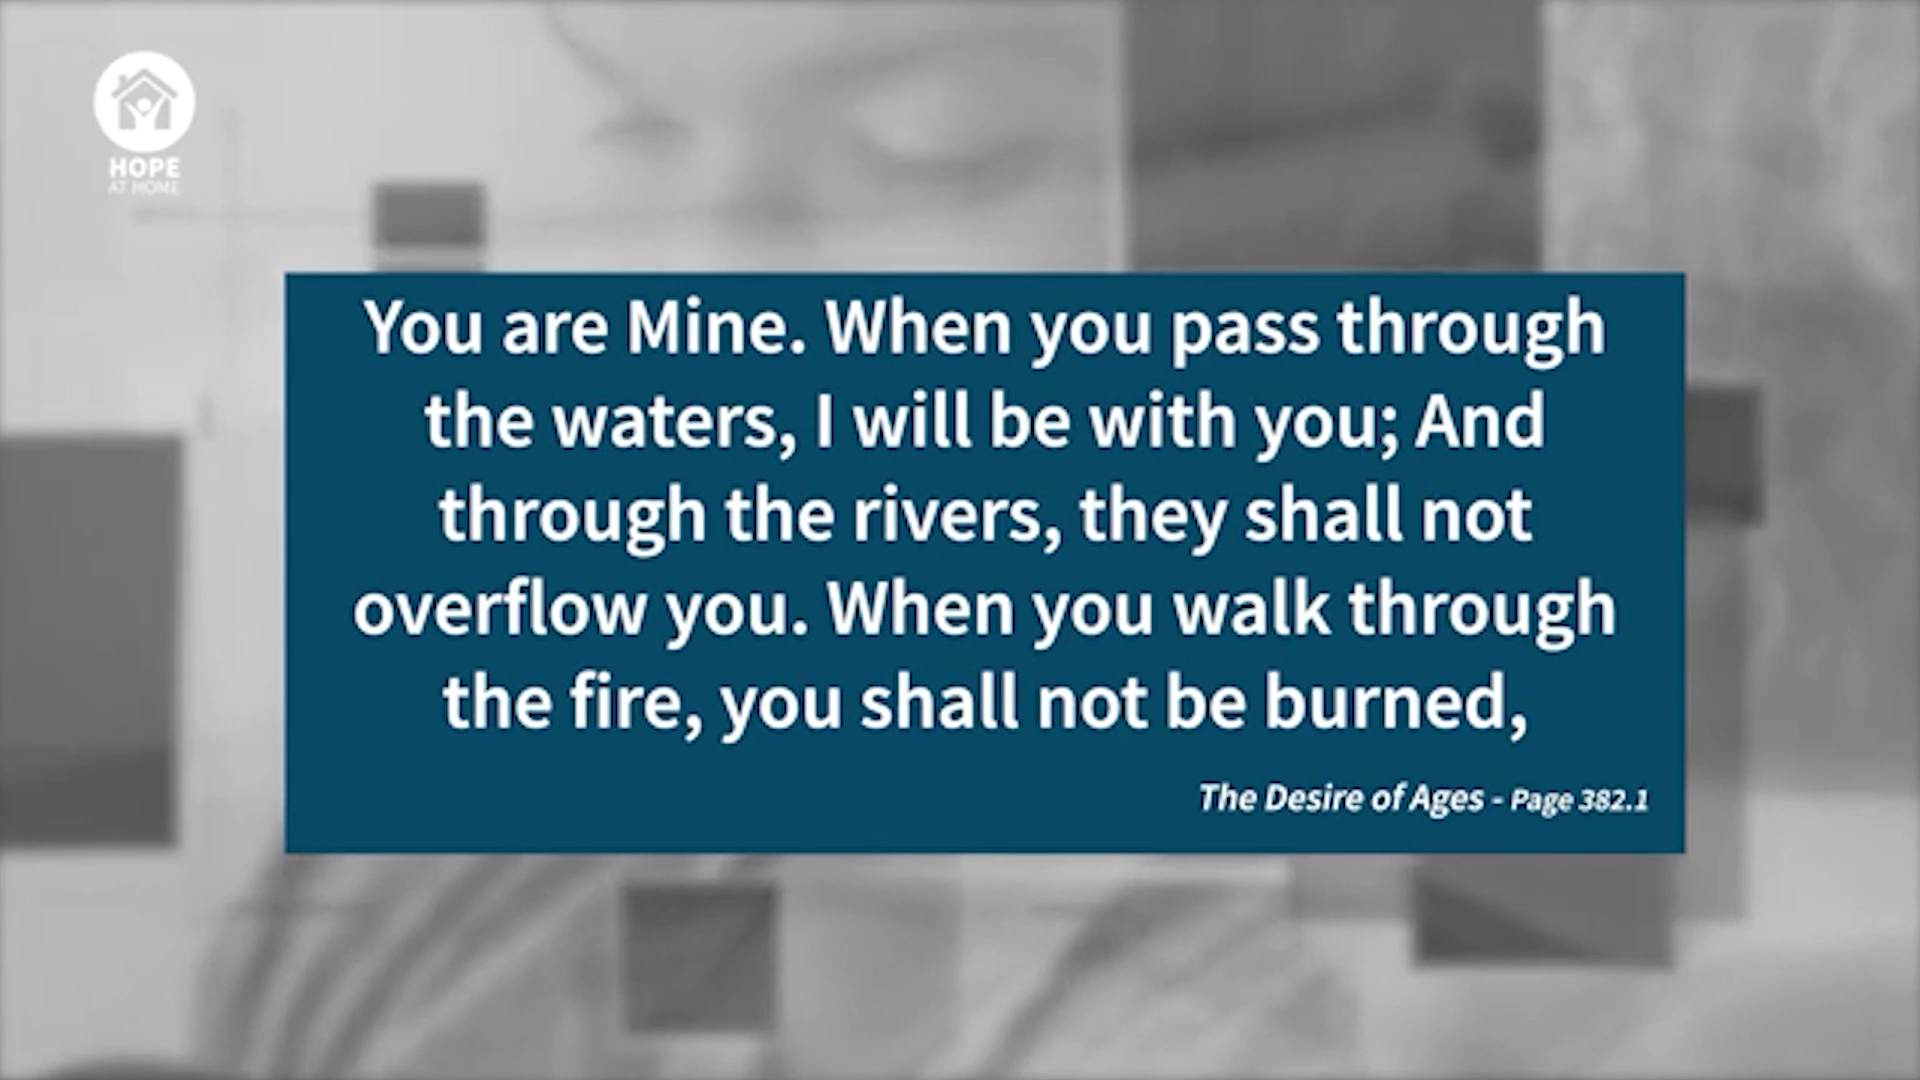 HOPE
AT HOME
You are Mine. When you pass through
the waters, I will be with you; And
through the rivers, they shall not
overflow you. When you walk through
the fire, you shall not be burned,
The Desire of Ages - Page 382.1